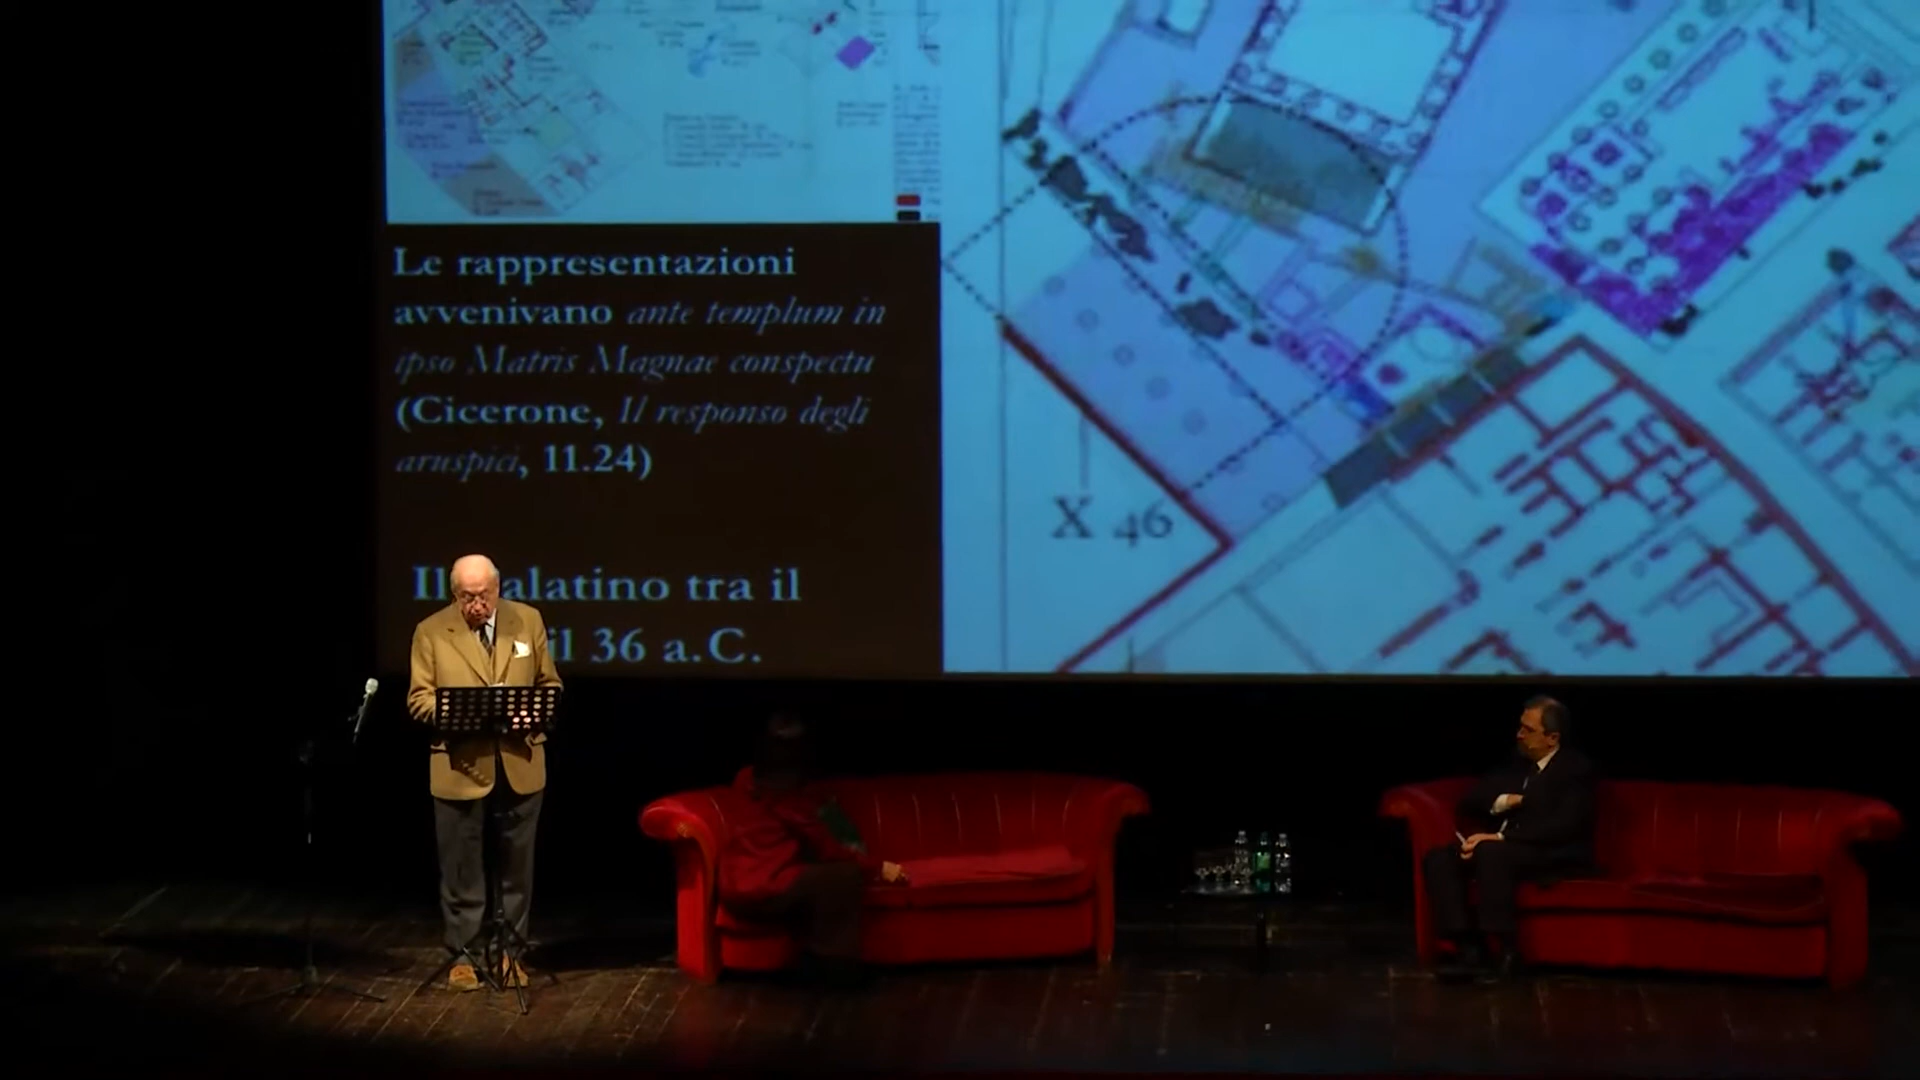 Le rappresentazioni
avvenivano ante templum in
ipso Matris Magnae conspectu
(Cicerone, Il responso degli
aruspici, 11.24)
Il alatino tra il
il 36 a.C.
X 46